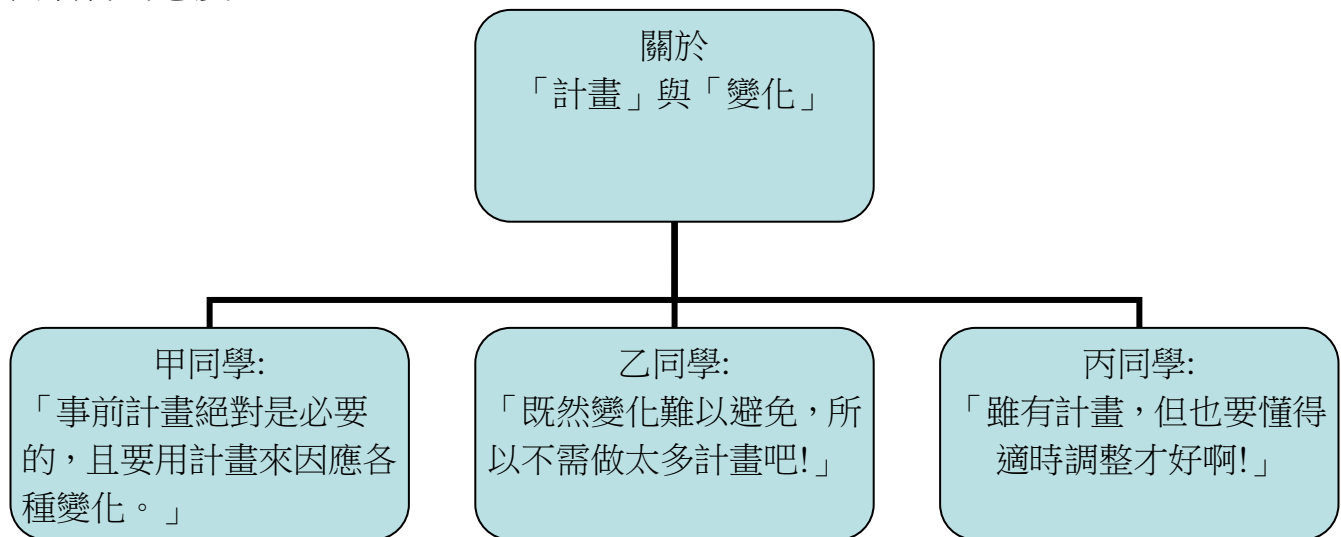 關於
「計畫」與「變化」
甲同學:
「事前計畫絕對是必要
的，且要用計畫來因應各
種變化。」
乙同學:
「既然變化難以避免，所
以不需做太多計畫吧!」
丙同學:
「雖有計畫，但也要懂得
適時調整才好啊!」